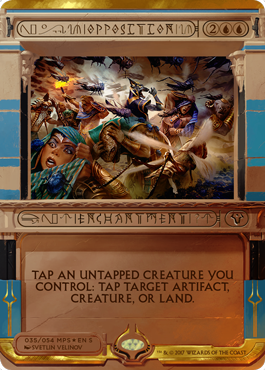 OPPOSITION 2
ENCHANTMENT
TAP AN UNTAPPED CREATURE YOU
CONTROL: TAP TARGET ARTIFACT,
CREATURE, OR LAND.
035/054 MPS • EN S
SVETLIN VELINOV
™ & © 2017 WIZARDS OF THE COAST